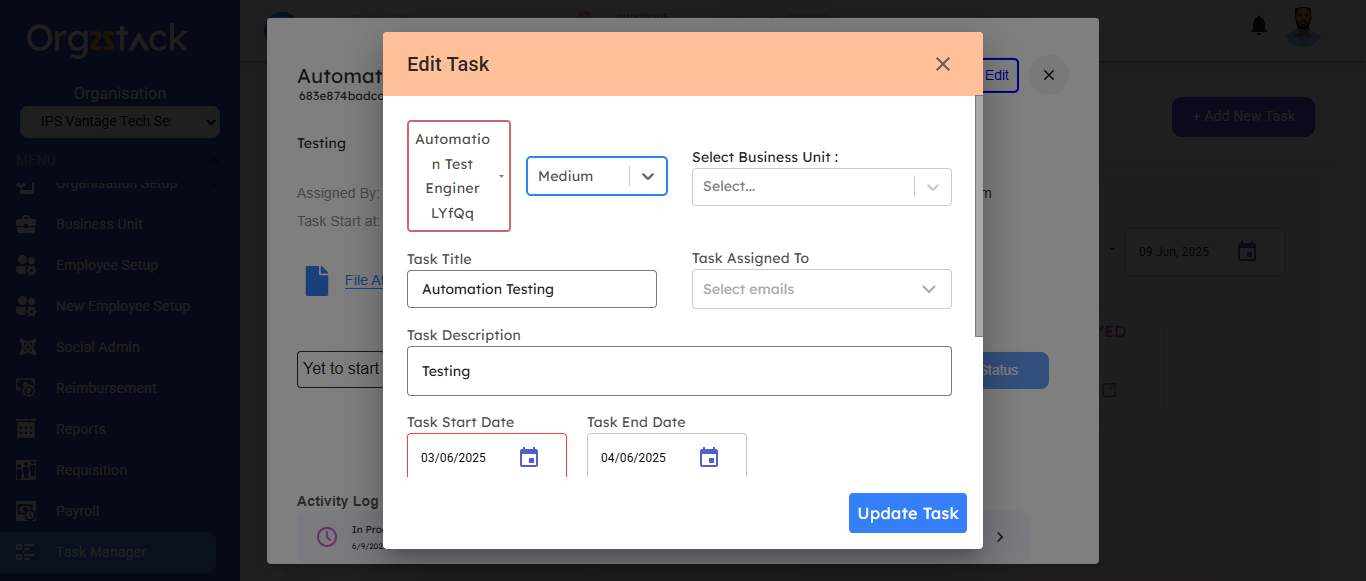 Orgzstack
Organisation
IPS Vantage Tech Se
MENU
Organisation Setup
Business Unit
Employee Setup
New Employee Setup
Social Admin
Reimbursement
Reports
Requisition
Payroll
Task Manager
Automat
683e874badcc
Edit
Testing
Assigned By:
Task Start at:
File At
Yet to start
Status
Activity Log
In Pro
6/9/202
+ Add New Task
09 Jun, 2025
YED
Edit Task
Automatio
n Test
Enginer
LYfQq
Medium
Select Business Unit :
Select...
Task Title
Automation Testing
Task Assigned To
Select emails
Task Description
Testing
Task Start Date
03/06/2025
Task End Date
04/06/2025
Update Task